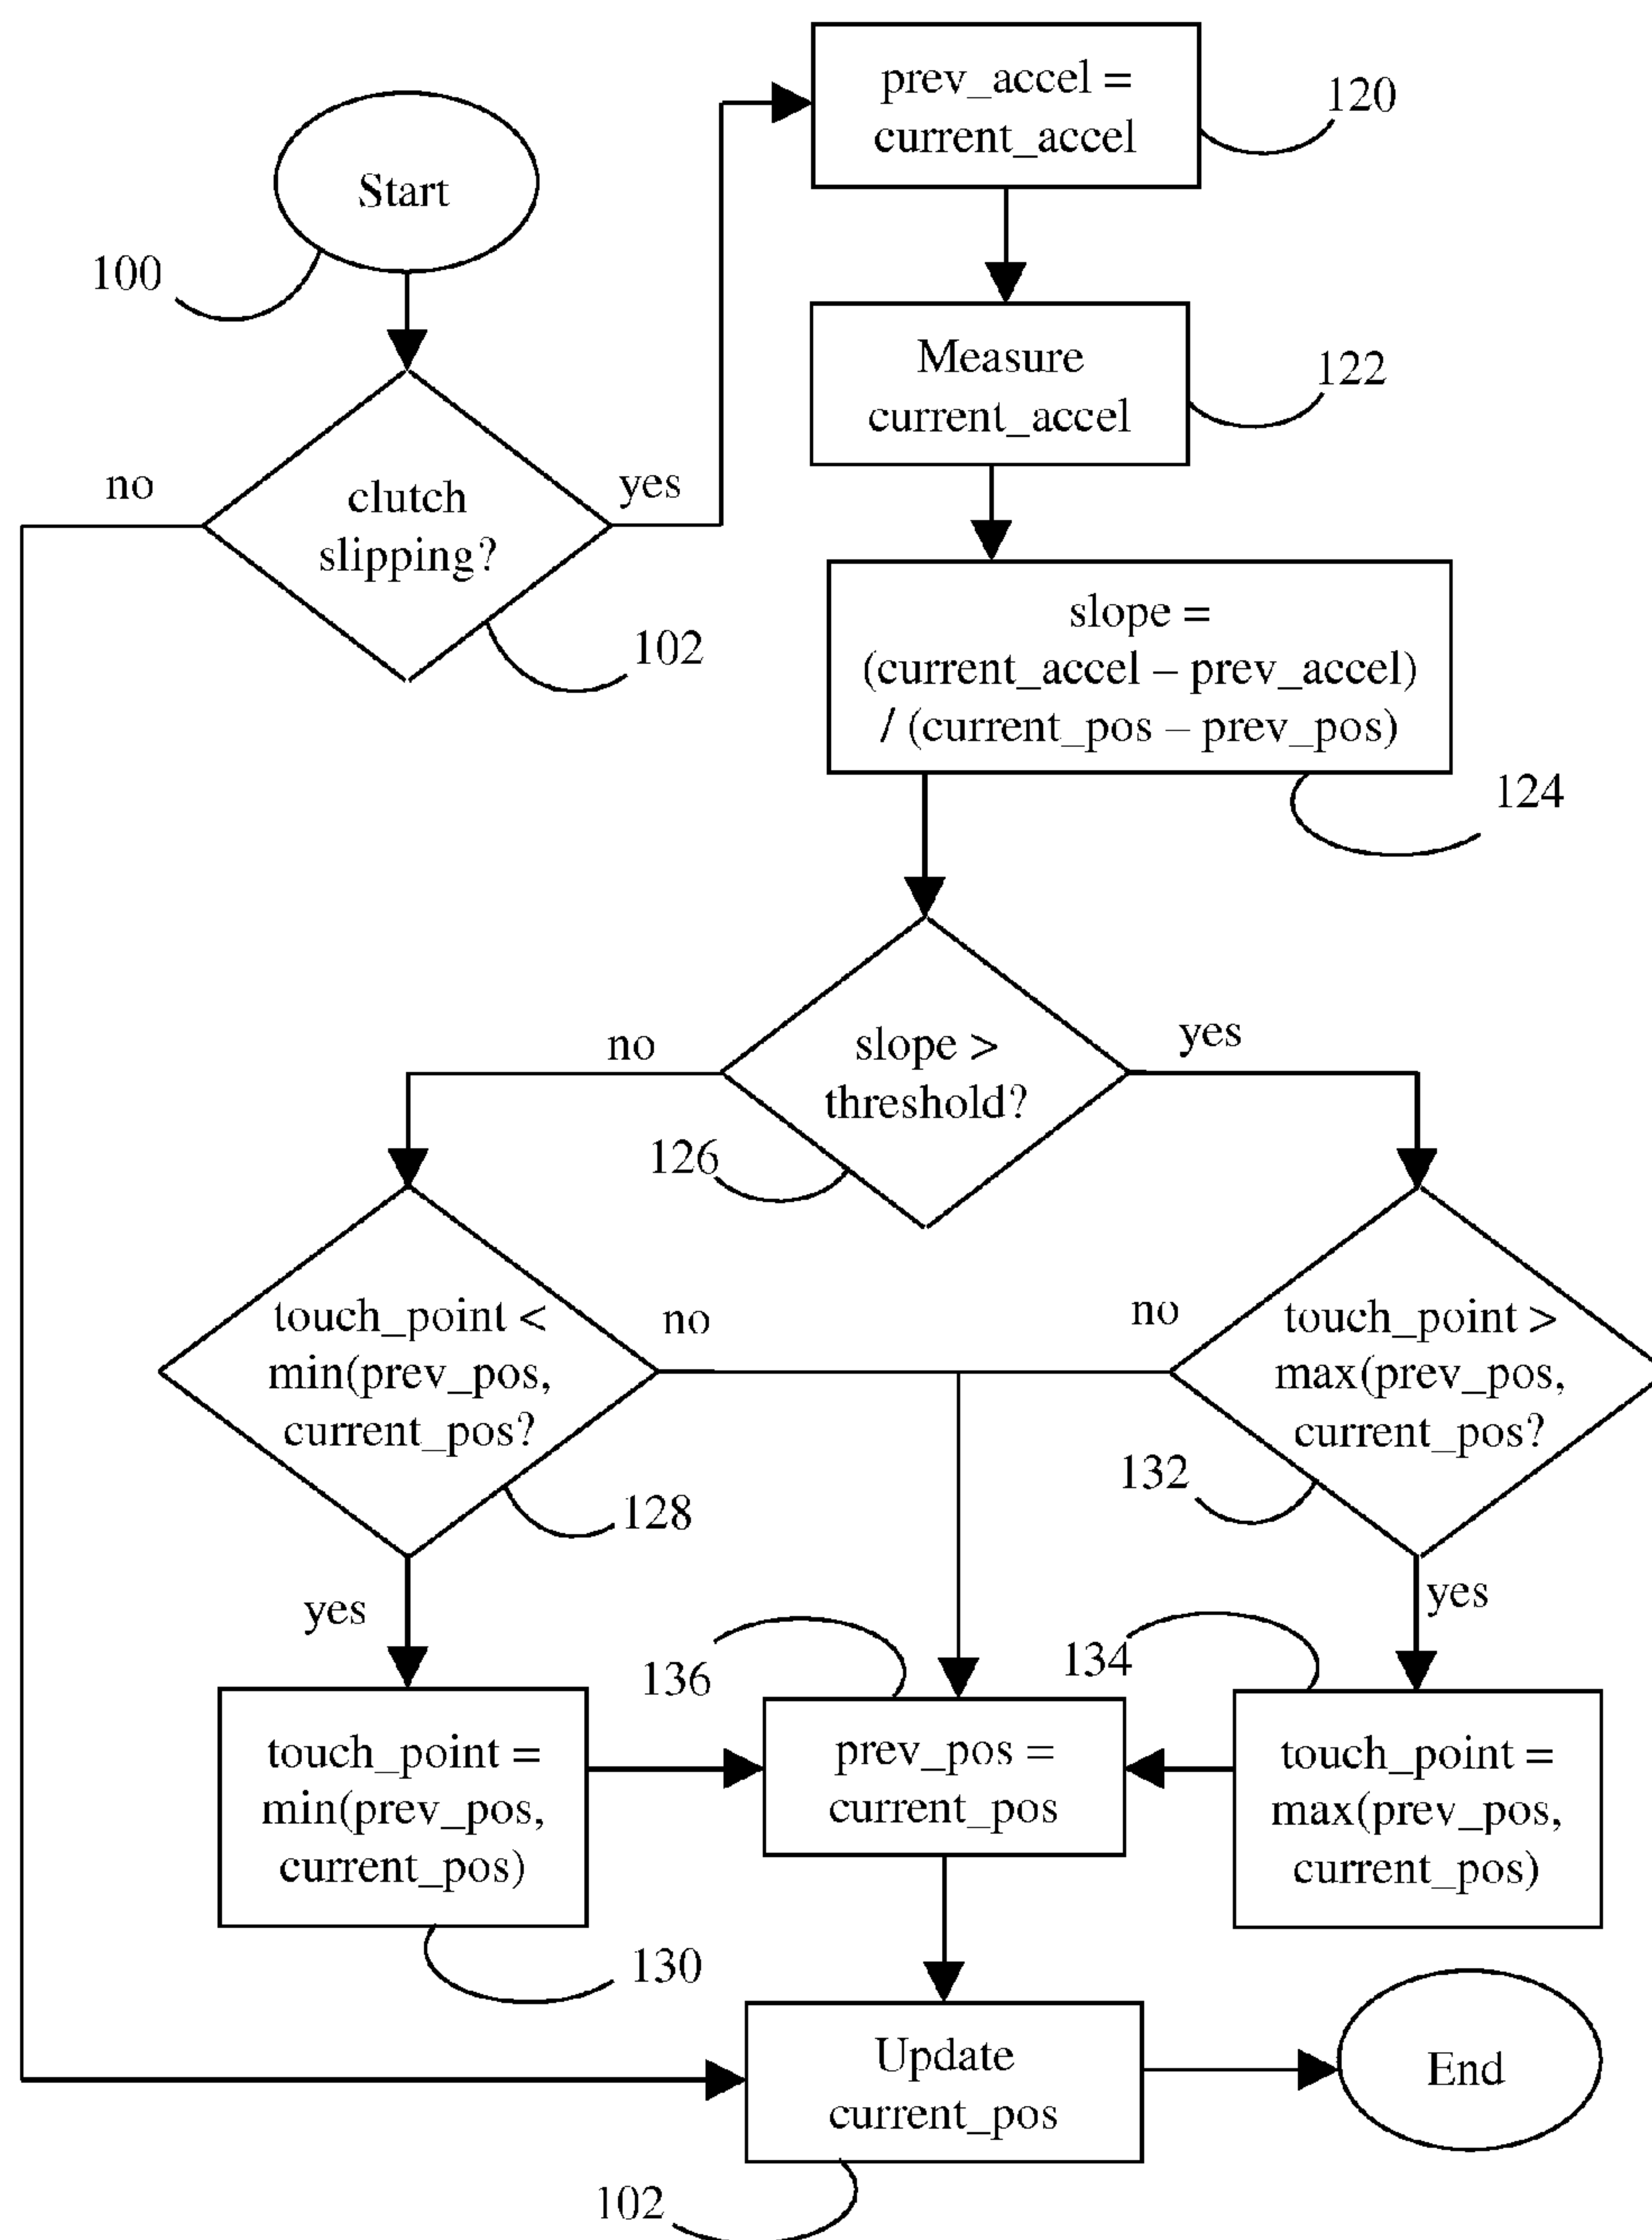 prev_accel =
current_accel
120
Start
100
Measure
current_accel
122
no
clutch
slipping?
yes
102
slope =
(current_accel – prev_accel)
/ (current_pos – prev_pos)
124
no
slope >
threshold?
yes
126
touch_point <
min(prev_pos,
current_pos?
no
128
no
touch_point >
max(prev_pos,
current_pos?
132
yes
yes
136
134
touch_point =
min(prev_pos,
current_pos)
130
prev_pos =
current_pos
touch_point =
max(prev_pos,
current_pos)
Update
current_pos
102
End